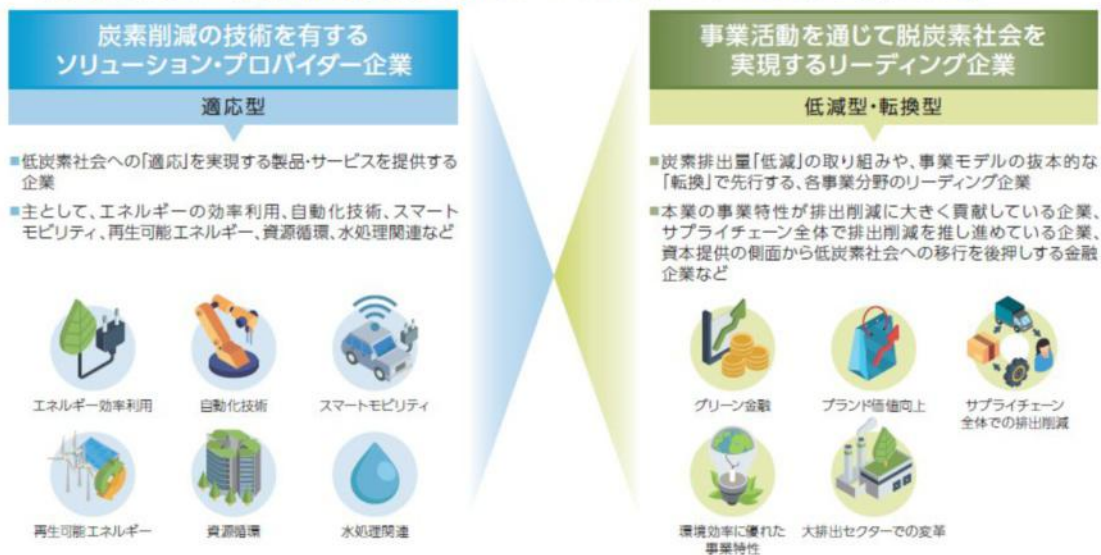 炭素削減の技術を有する
ソリューション・プロバイダー企業
適応型
■低炭素社会への「適応」を実現する製品・サービスを提供する
企業
■主として、エネルギーの効率利用、自動化技術、スマート
モビリティ、再生可能エネルギー、資源循環、水処理関連など
エネルギー効率利用
自動化技術
スマートモビリティ
再生可能エネルギー
資源循環
水処理関連
事業活動を通じて脱炭素社会を
実現するリーディング企業
低減型・転換型
■炭素排出量「低減」の取り組みや、事業モデルの抜本的な
「転換」で先行する、各事業分野のリーディング企業
■本業の事業特性が排出削減に大きく貢献している企業、
サプライチェーン全体で排出削減を推し進めている企業、
資本提供の側面から低炭素社会への移行を後押しする金融
企業など
グリーン金融
ブランド価値向上
サプライチェーン
全体での排出削減
環境効率に優れた
事業特性
大排出セクターでの変革